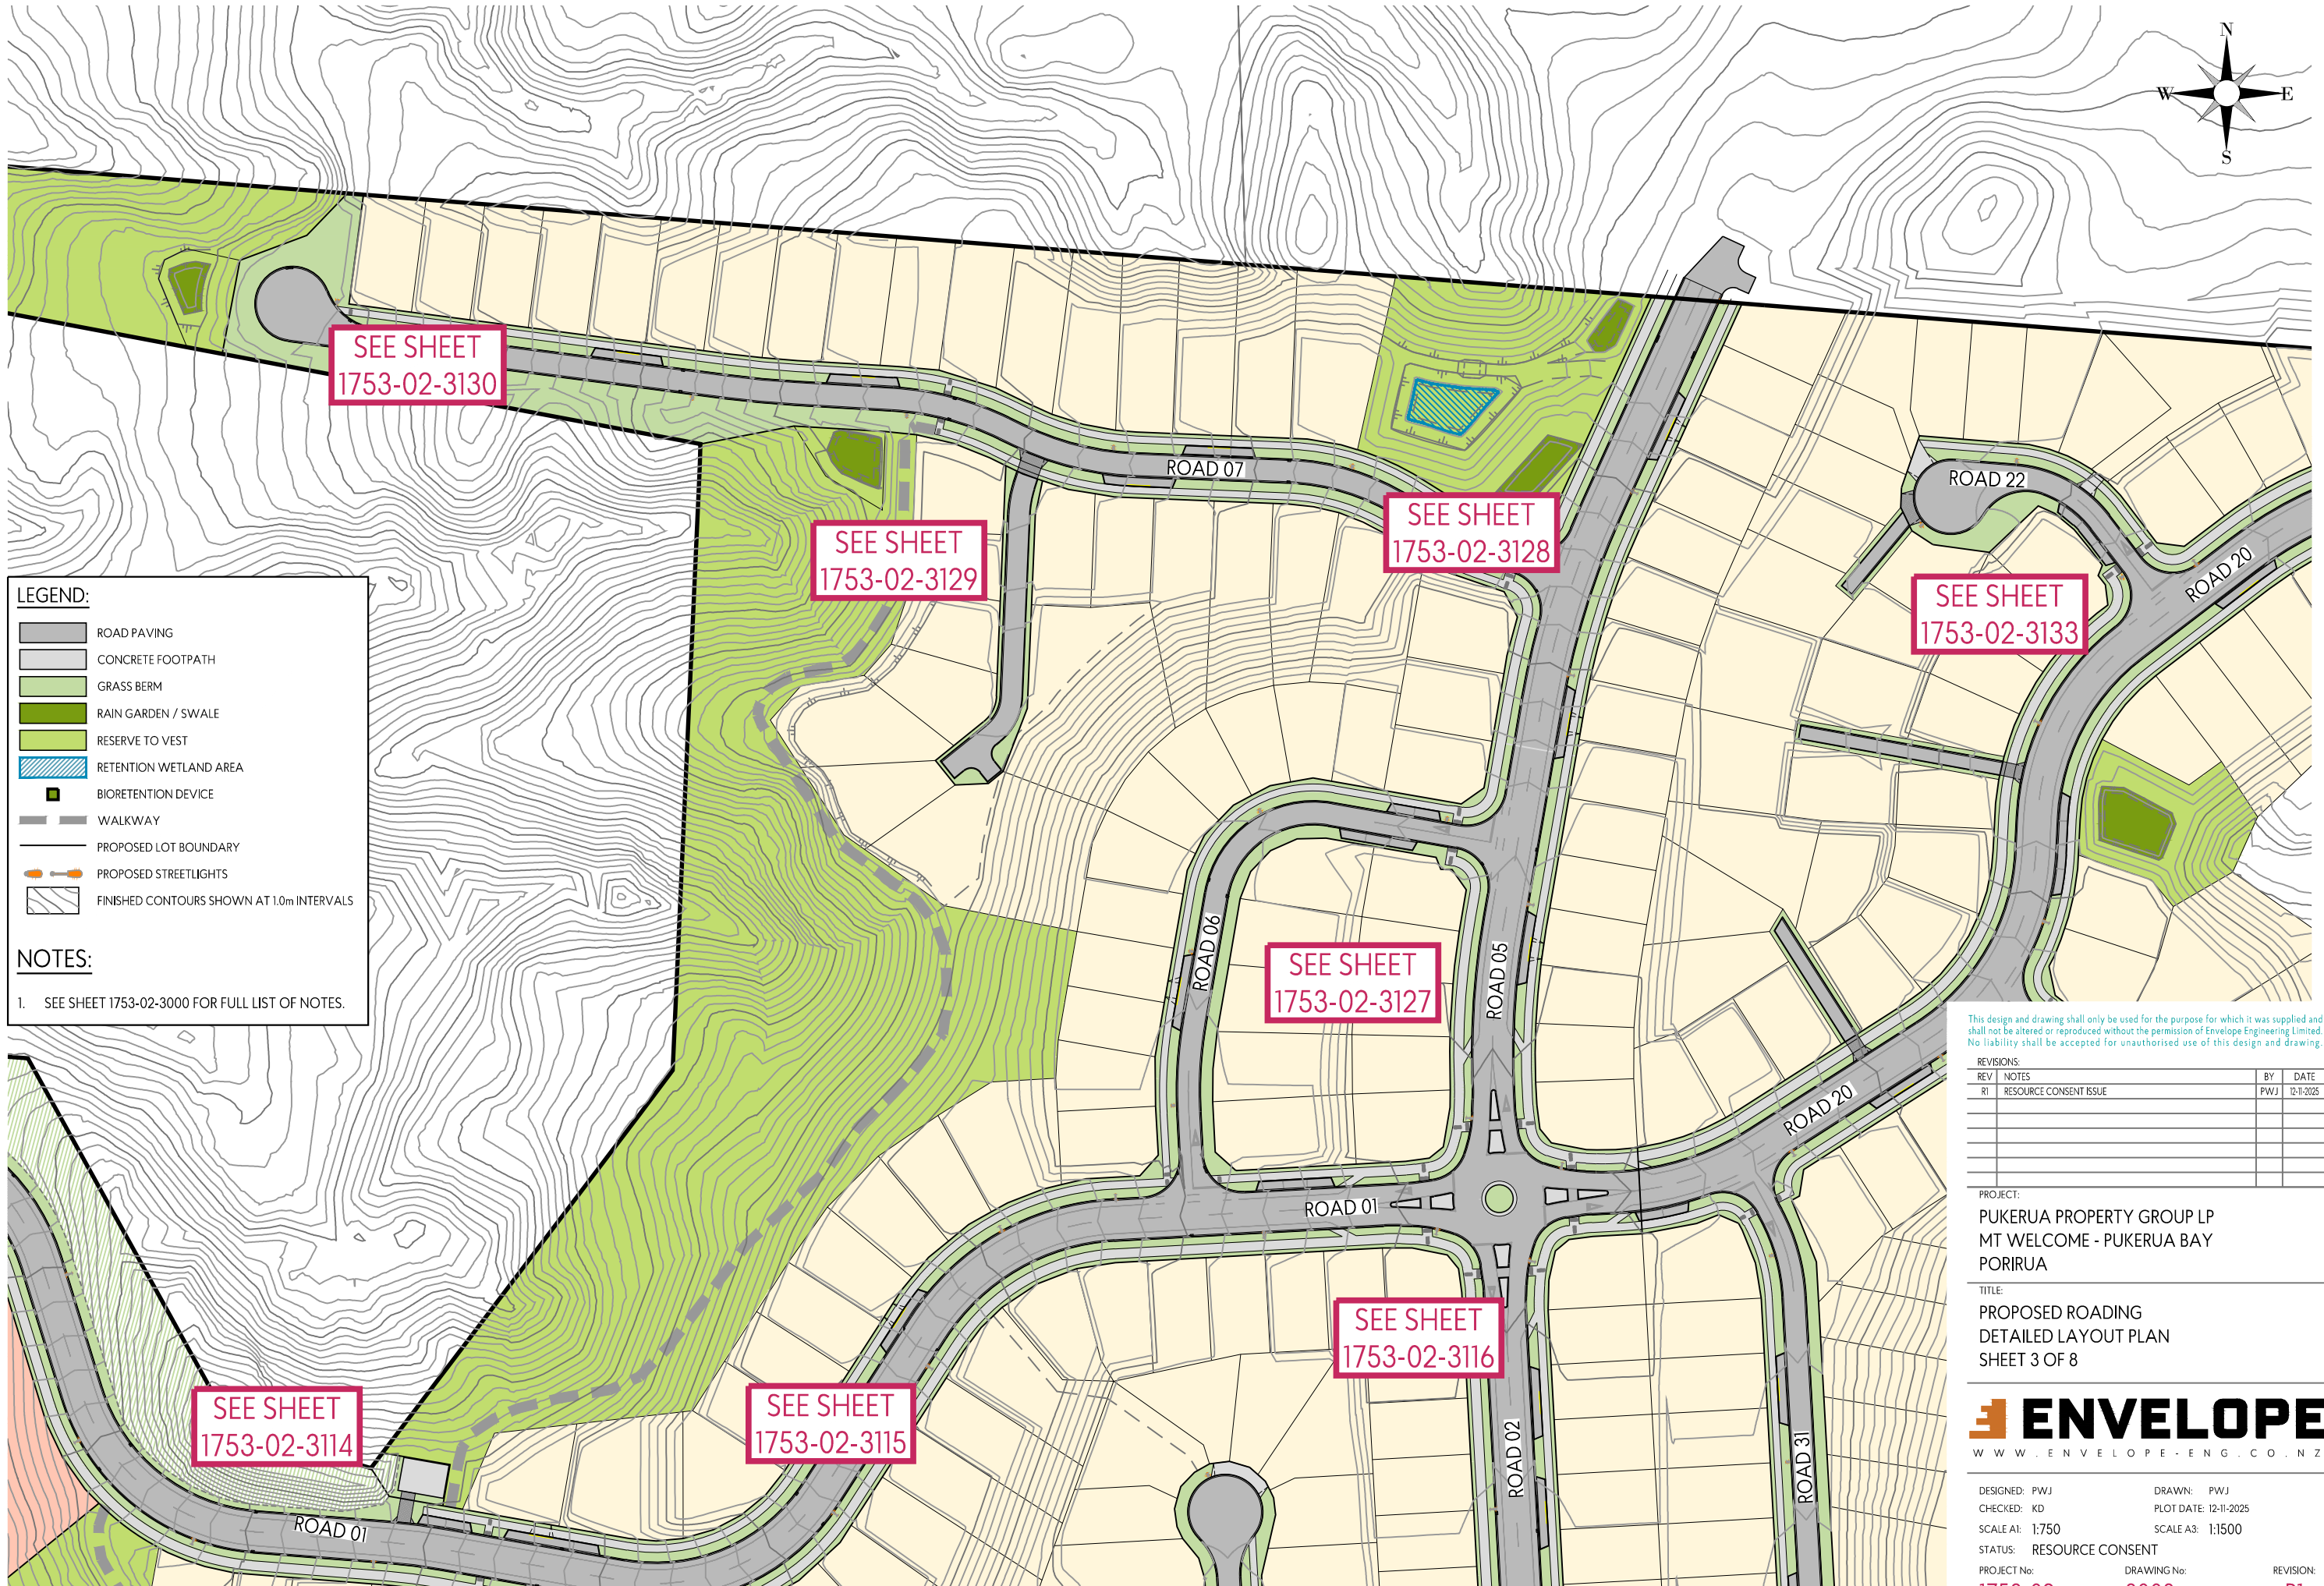 N
W
E
S
SEE SHEET
1753-02-3130
ROAD 07
ROAD 22
SEE SHEET
1753-02-3128
SEE SHEET
1753-02-3129
ROAD 20
SEE SHEET
1753-02-3133
LEGEND:
ROAD PAVING
CONCRETE FOOTPATH
GRASS BERM
RAIN GARDEN / SWALE
RESERVE TO VEST
RETENTION WETLAND AREA
BIORETENTION DEVICE
WALKWAY
PROPOSED LOT BOUNDARY
PROPOSED STREETLIGHTS
FINISHED CONTOURS SHOWN AT 1.0m INTERVALS
NOTES:
1. SEE SHEET 1753-02-3000 FOR FULL LIST OF NOTES.
ROAD 06
SEE SHEET
1753-02-3127
ROAD 05
ROAD 20
ROAD 01
SEE SHEET
1753-02-3116
SEE SHEET
1753-02-3114
SEE SHEET
1753-02-3115
ROAD 02
ROAD 31
ROAD 01
This design and drawing shall only be used for the purpose for which it was supplied and
shall not be altered or reproduced without the permission of Envelope Engineering Limited.
No liability shall be accepted for unauthorised use of this design and drawing.
REVISIONS:
REV NOTES BY DATE
R1 RESOURCE CONSENT ISSUE PWJ 12-11-2025
PROJECT:
PUKERUA PROPERTY GROUP LP
MT WELCOME - PUKERUA BAY
PORIRUA
TITLE:
PROPOSED ROADING
DETAILED LAYOUT PLAN
SHEET 3 OF 8
ENVELOPE
WWW.ENVELOPE-ENG.CO.NZ
DESIGNED: PWJ DRAWN: PWJ
CHECKED: KD PLOT DATE: 12-11-2025
SCALE A1: 1:750 SCALE A3: 1:1500
STATUS: RESOURCE CONSENT
PROJECT No: DRAWING No: REVISION: